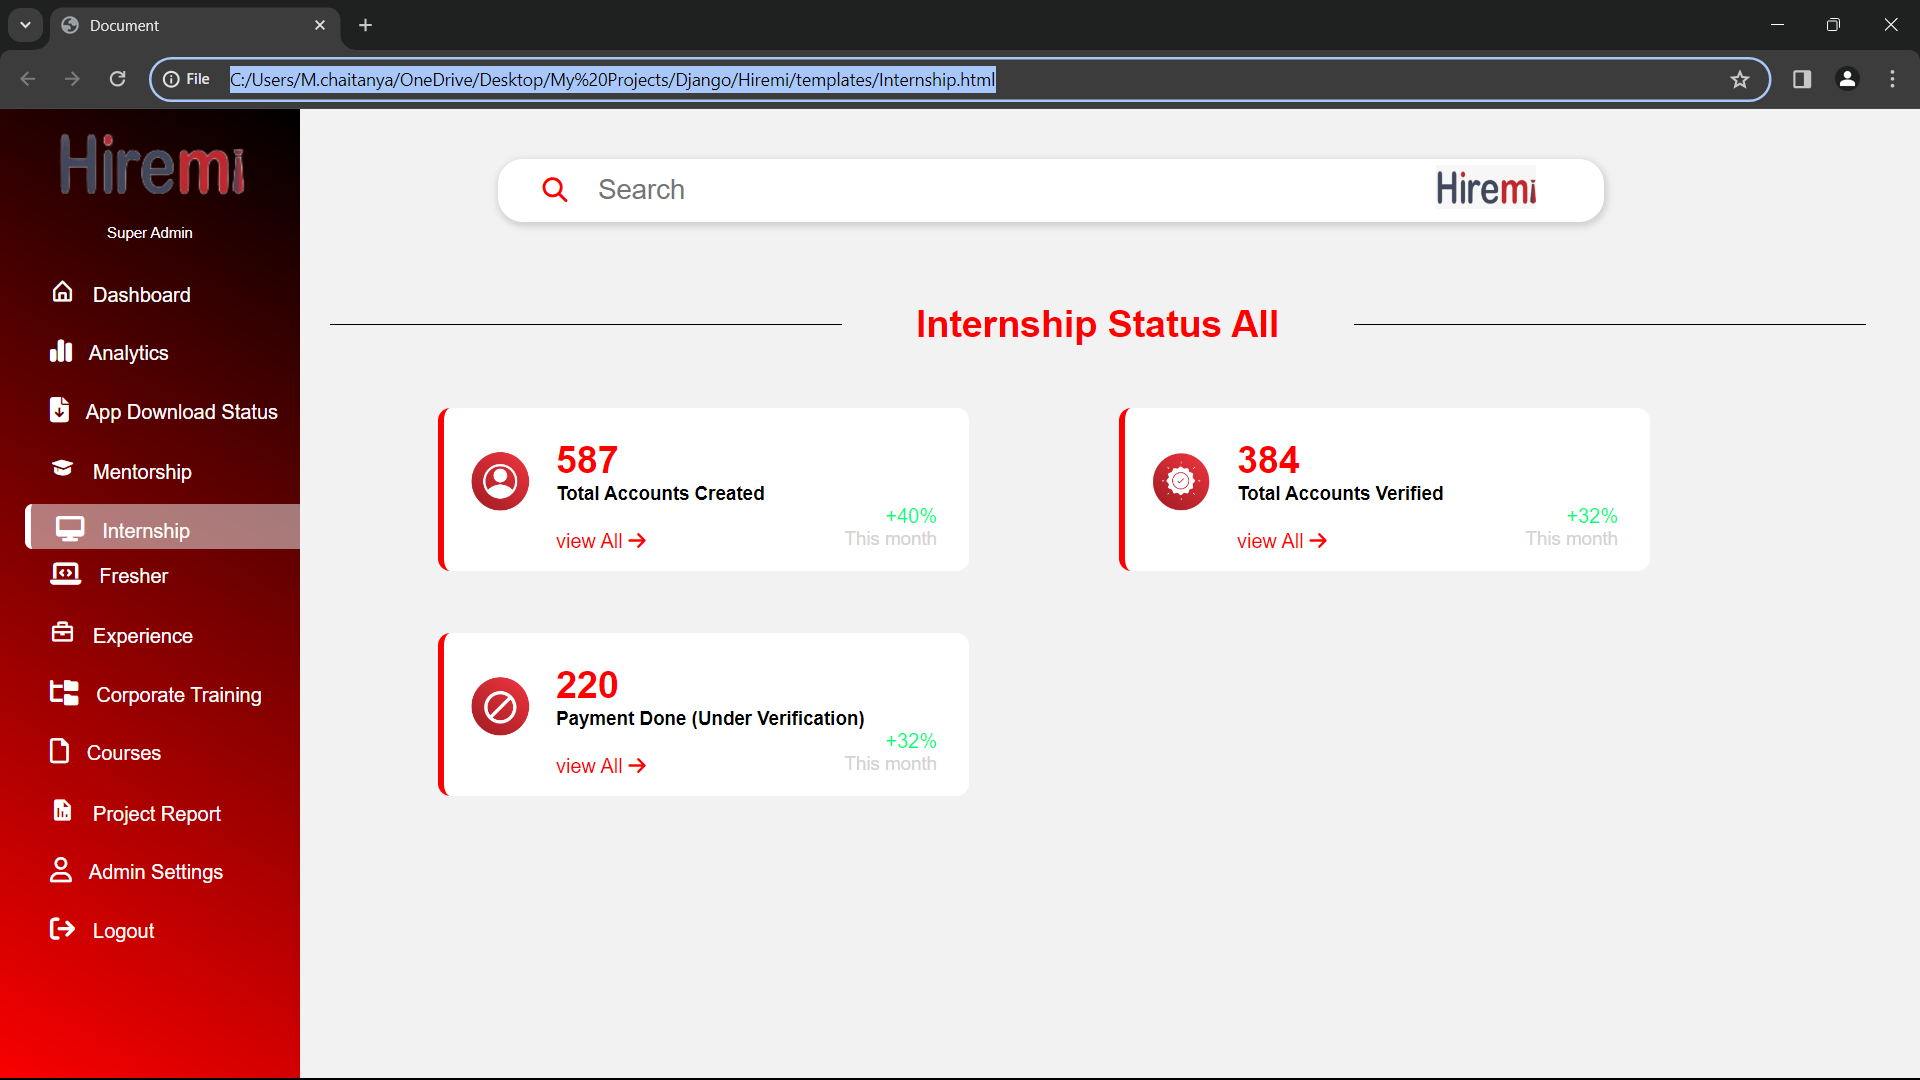 Document
File
C:/Users/M.chaitanya/OneDrive/Desktop/My%20Projects/Django/Hiremi/templates/Internship.html
Hiremi
Super Admin
Dashboard
Analytics
App Download Status
Mentorship
Internship
Fresher
Experience
Corporate Training
Courses
Project Report
Admin Settings
Logout
Search
Hiremi
Internship Status All
587
Total Accounts Created
+40%
view All
This month
384
Total Accounts Verified
+32%
view All
This month
220
Payment Done (Under Verification)
+32%
view All
This month